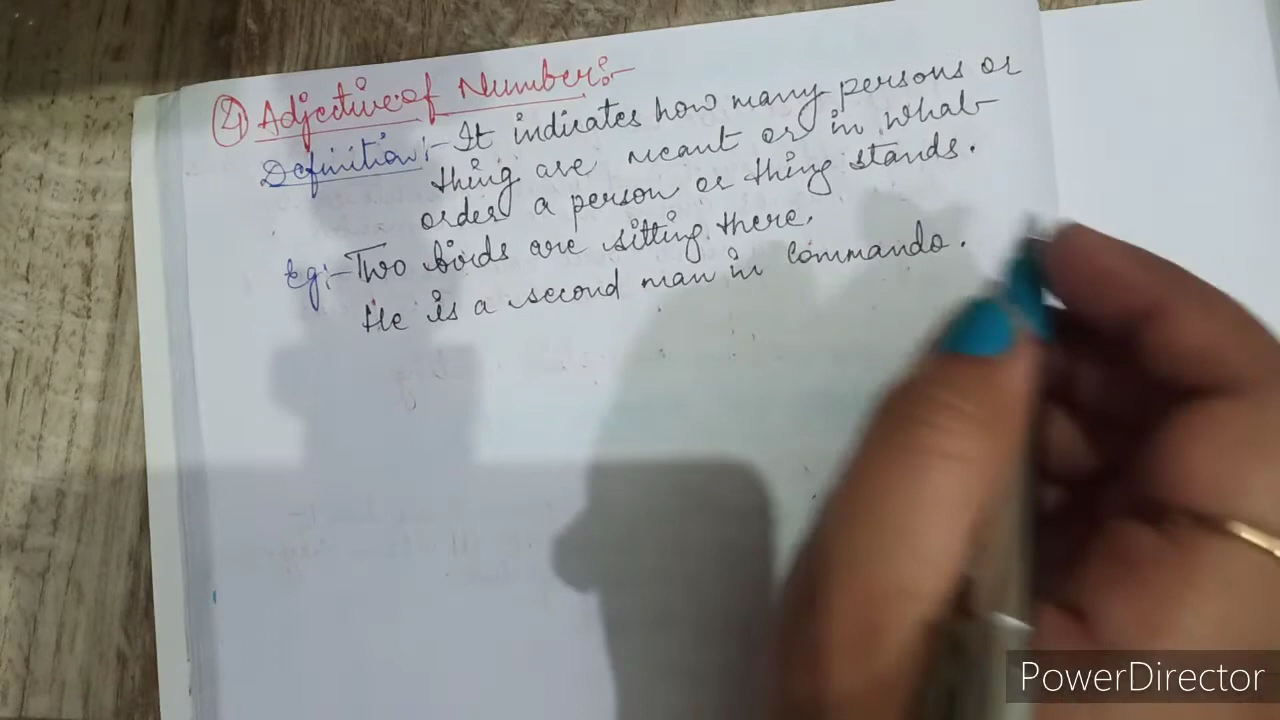 4 Adjective of Number:-
Definition:- It indicates how many persons or
thing are meant or in what
order a person or thing stands.
Eg:- Two birds are sitting there.
He is a second man in commando.
PowerDirector